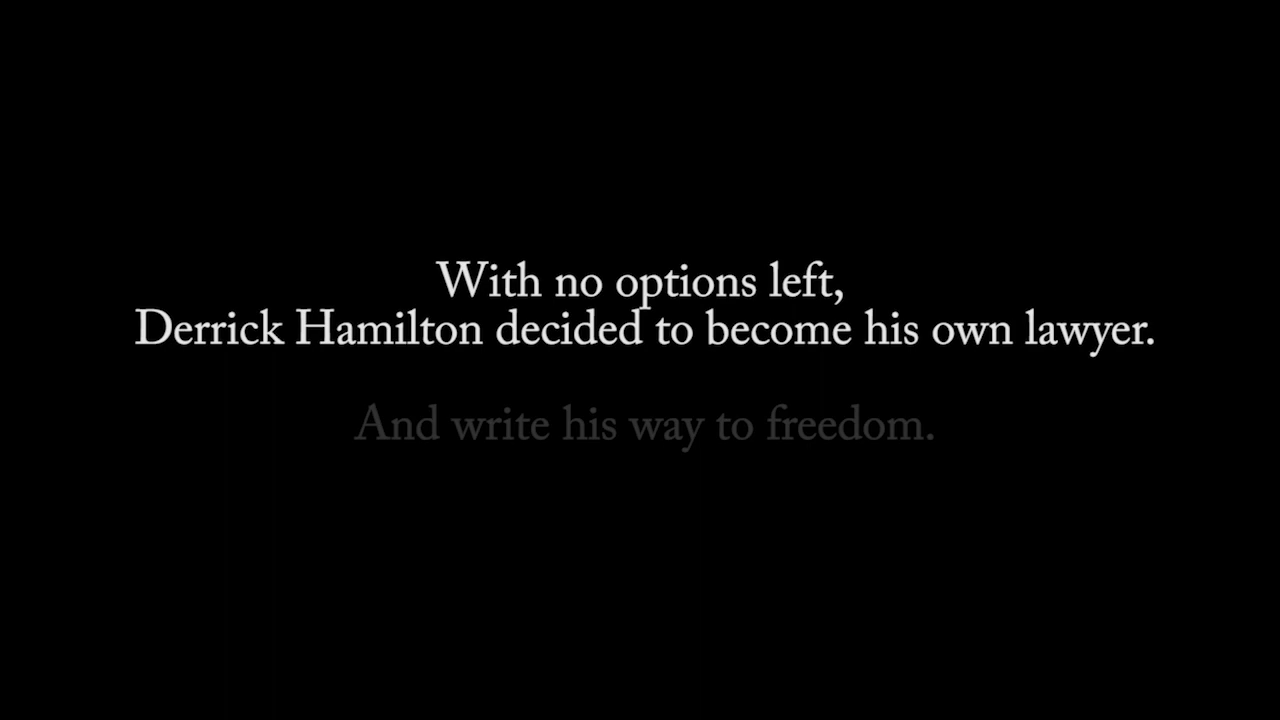 With no options left,
Derrick Hamilton decided to become his own lawyer.
And write his way to freedom.